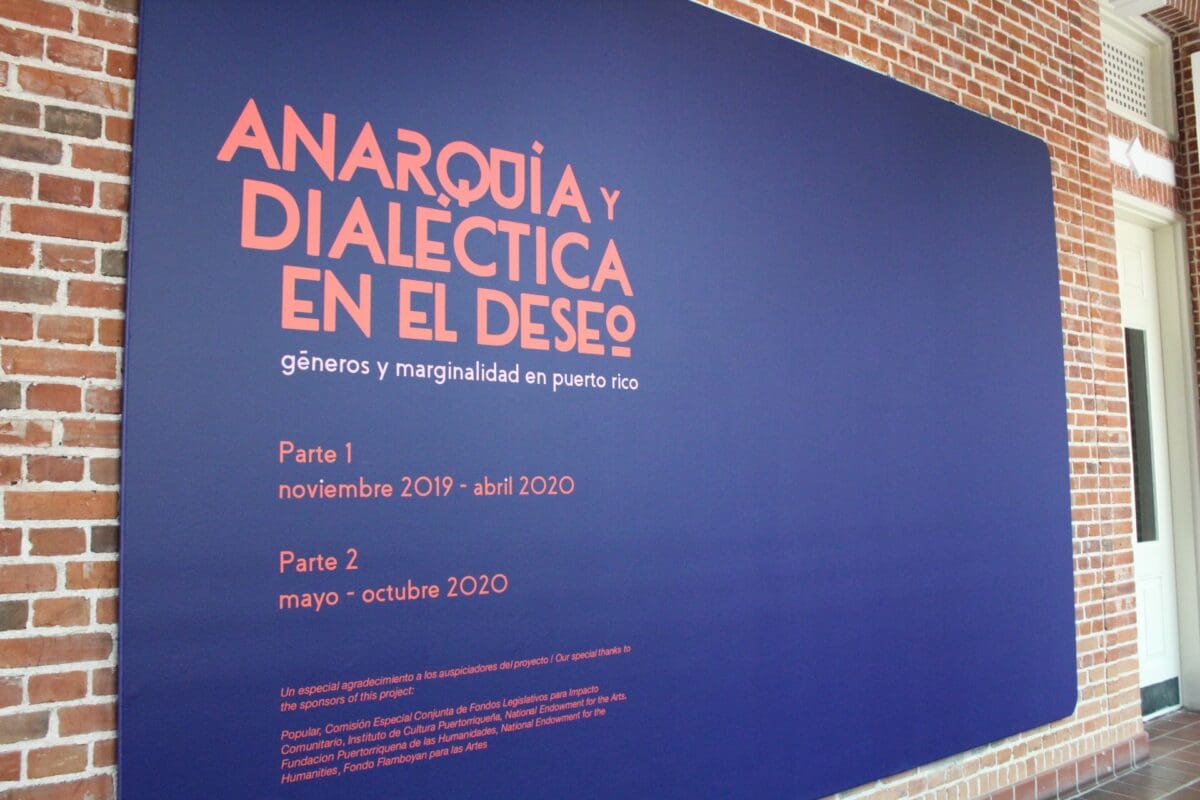 ANARQUÍA Y
DIALÉCTICA
EN EL DESEO
géneros y marginalidad en puerto rico
Parte 1
noviembre 2019 - abril 2020
Parte 2
mayo - octubre 2020
Un especial agradecimiento a los auspiciadores del proyecto / Our special thanks to
the sponsors of this project:
Popular, Comisión Especial Conjunta de Fondos Legislativos para Impacto
Comunitario, Instituto de Cultura Puertorriqueña, National Endowment for the Arts.
Fundacion Puertorriquena de las Humanidades, National Endowment for the
Humanities, Fondo Flamboyan para las Artes